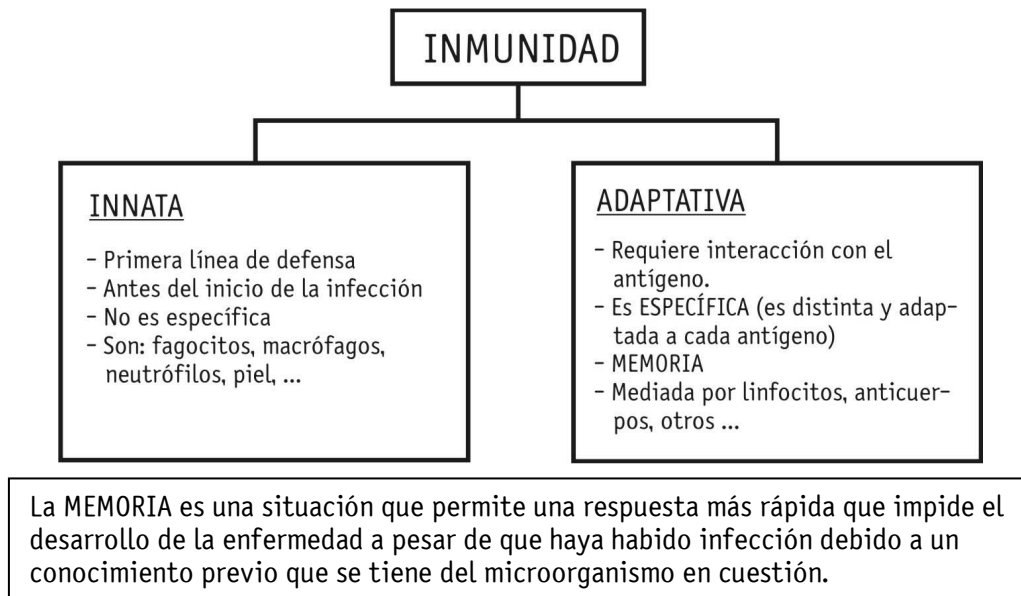 INMUNIDAD
INNATA
- Primera línea de defensa
- Antes del inicio de la infección
- No es específica
- Son: fagocitos, macrófagos,
neutrófilos, piel, ...
ADAPTATIVA
- Requiere interacción con el
antígeno.
- Es ESPECÍFICA (es distinta y adap-
tada a cada antígeno)
- MEMORIA
- Mediada por linfocitos, anticuer-
pos, otros ...
La MEMORIA es una situación que permite una respuesta más rápida que impide el
desarrollo de la enfermedad a pesar de que haya habido infección debido a un
conocimiento previo que se tiene del microorganismo en cuestión.